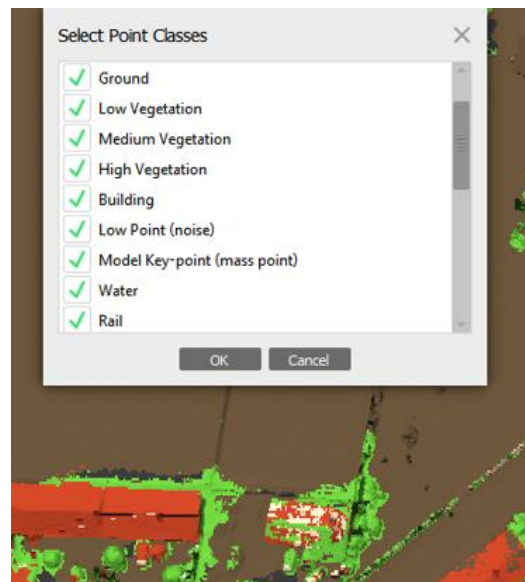 Select Point Classes
Ground
Low Vegetation
Medium Vegetation
High Vegetation
Building
Low Point (noise)
Model Key-point (mass point)
Water
Rail
OK Cancel